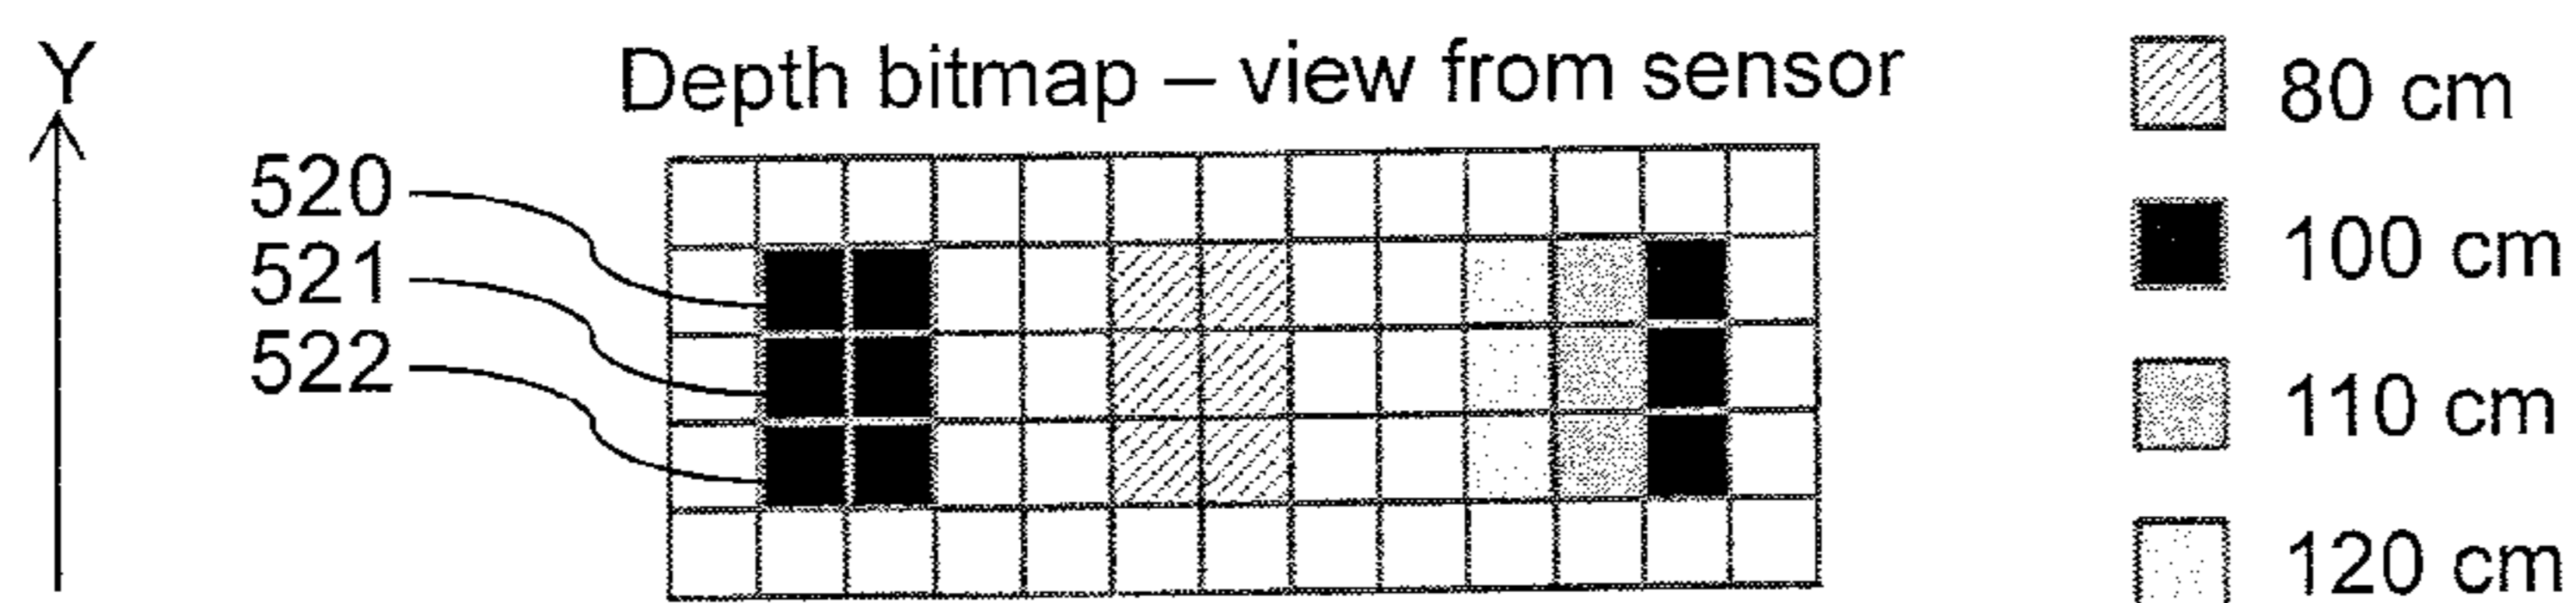 Y
Depth bitmap – view from sensor
80 cm
520
521
522
100 cm
110 cm
120 cm